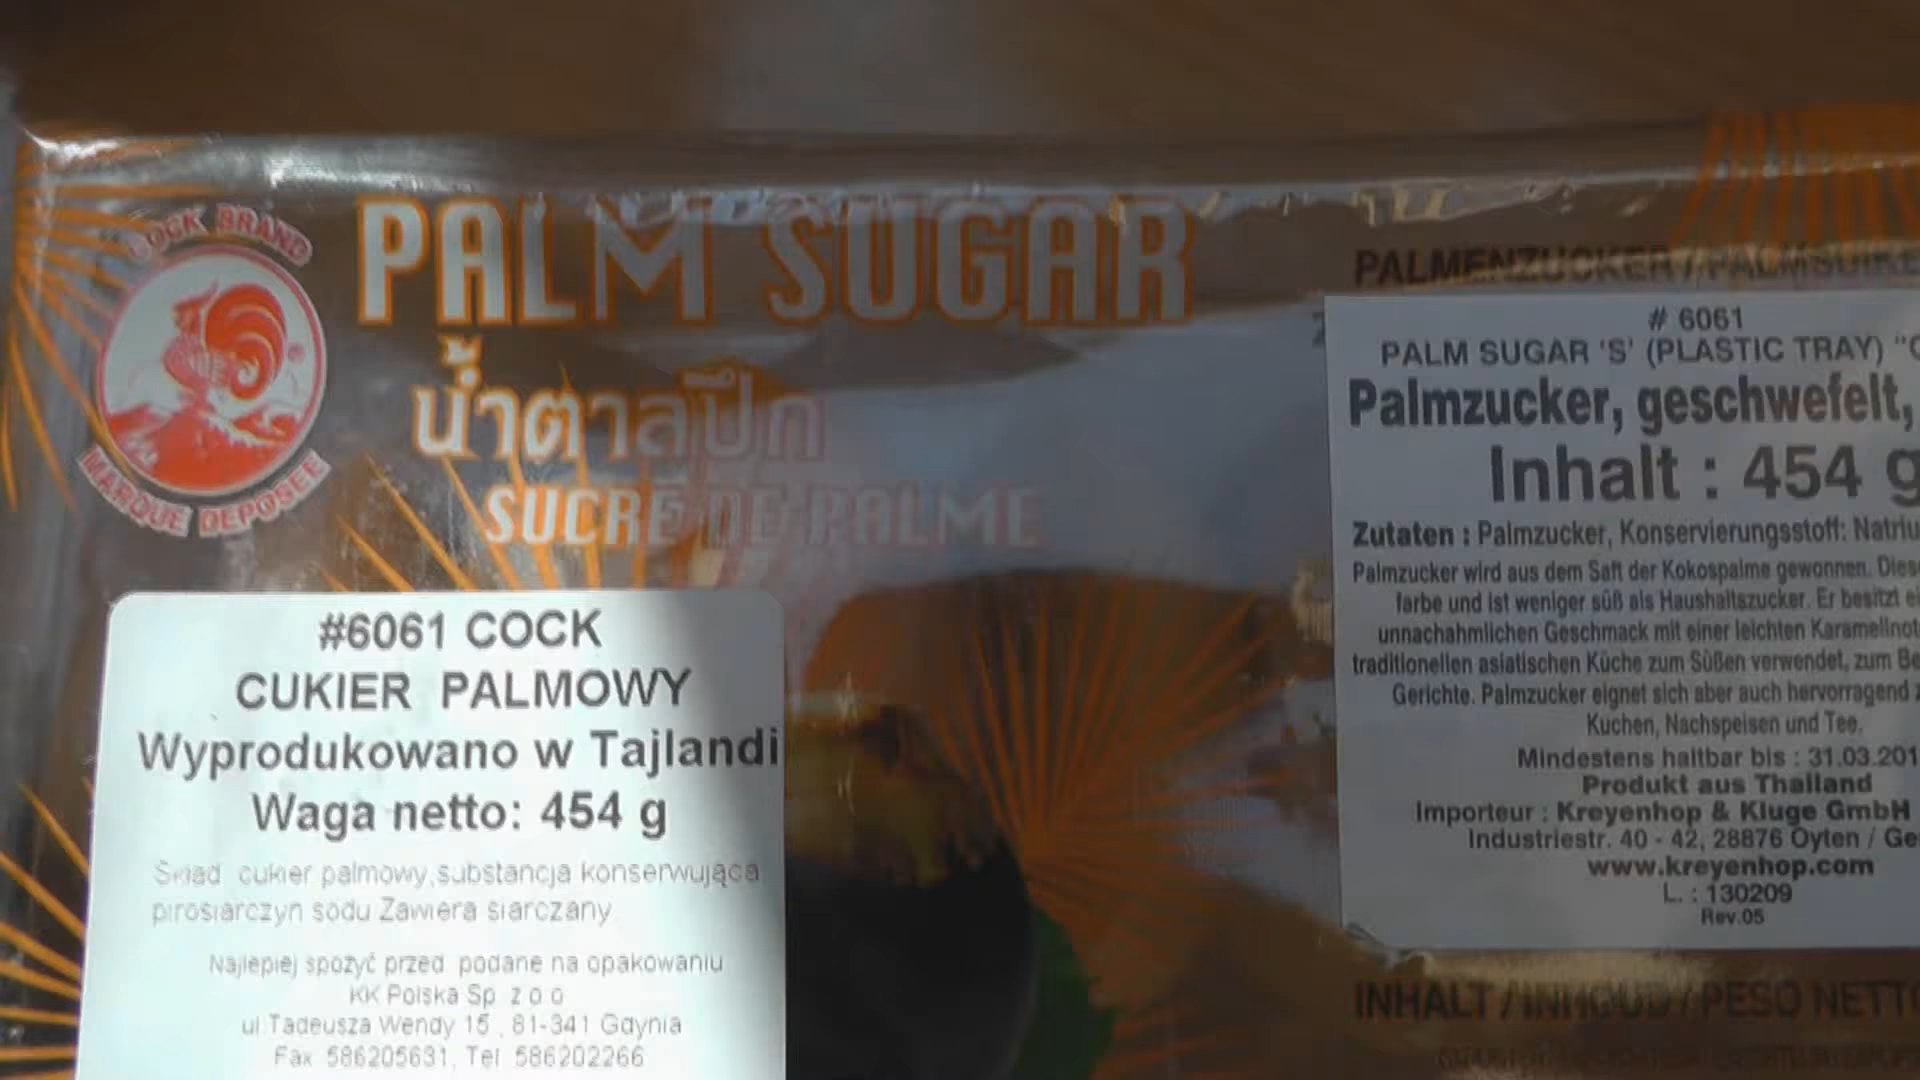 COCK BRAND
MARQUE DEPOSEE
PALM SUGAR
น้ำตาลปึก
SUCRE DE PALME
#6061 COCK
CUKIER PALMOWY
Wyprodukowano w Tajlandi
Waga netto: 454 g
Skład cukier palmowy,substancja konserwująca
pirosiarczyn sodu Zawiera siarczany
Najlepiej spożyć przed podane na opakowaniu
KK Polska Sp z o o
ul Tadeusza Wendy 15 , 81-341 Gdynia
Fax 586205631, Tel 586202266
PALMENZUCKER / PALMSUIKE
# 6061
PALM SUGAR 'S' (PLASTIC TRAY)
Palmzucker, geschwefelt,
Inhalt : 454 g
Zutaten : Palmzucker, Konservierungsstoff: Natriu
Palmzucker wird aus dem Saft der Kokospalme gewonnen. Dies
farbe und ist weniger süß als Haushaltszucker. Er besitzt ei
unnachahmlichen Geschmack mit einer leichten Karamellnot
traditionellen asiatischen Küche zum Süßen verwendet, zum Be
Gerichte. Palmzucker eignet sich aber auch hervorragend
Kuchen, Nachspeisen und Tee.
Mindestens haltbar bis : 31.03.201
Produkt aus Thailand
Importeur : Kreyenhop & Kluge GmbH
Industriestr. 40 - 42, 28876 Oyten / Ge
www.kreyenhop.com
L. : 130209
Rev.05
INHALT / INHOUD / PESO NETTO